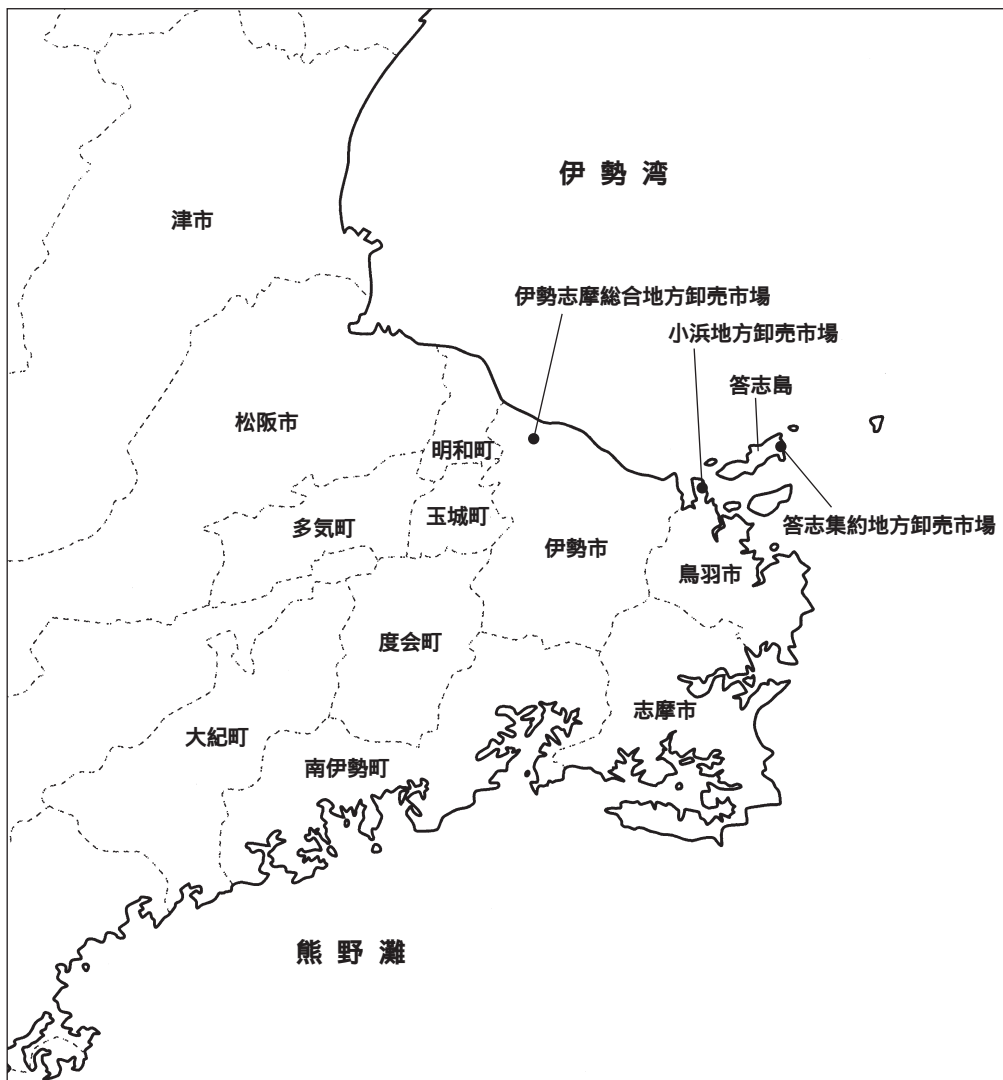 伊勢湾
津市
伊勢志摩総合地方卸売市場
小浜地方卸売市場
答志島
松阪市
明和町
多気町
玉城町
伊勢市
答志集約地方卸売市場
鳥羽市
度会町
志摩市
大紀町
南伊勢町
熊野灘